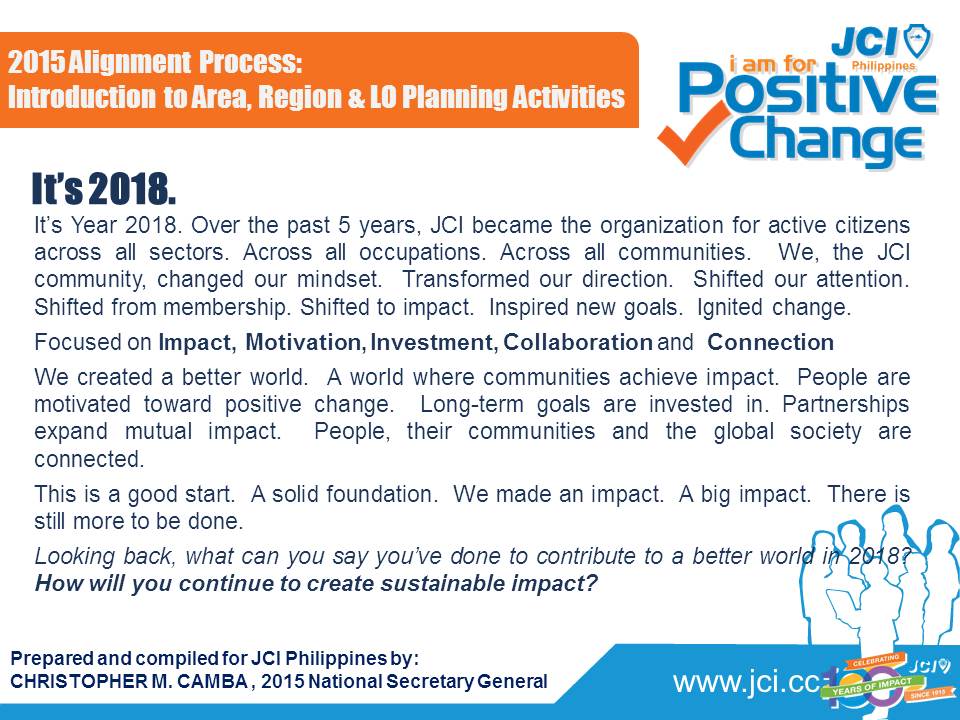 2015 Alignment Process:
Introduction to Area, Region & LO Planning Activities
JCI
Philippines
i am for
Positive
Change
It's 2018.
It's Year 2018. Over the past 5 years, JCI became the organization for active citizens
across all sectors. Across all occupations. Across all communities. We, the JCI
community, changed our mindset. Transformed our direction. Shifted our attention.
Shifted from membership. Shifted to impact. Inspired new goals. Ignited change.
Focused on Impact, Motivation, Investment, Collaboration and Connection
We created a better world. A world where communities achieve impact. People are
motivated toward positive change. Long-term goals are invested in. Partnerships
expand mutual impact. People, their communities and the global society are
connected.
This is a good start. A solid foundation. We made an impact. A big impact. There is
still more to be done.
Looking back, what can you say you've done to contribute to a better world in 2018?
How will you continue to create sustainable impact?
Prepared and compiled for JCI Philippines by:
CHRISTOPHER M. CAMBA , 2015 National Secretary General
www.jci.cc
CELEBRATING
100
YEARS OF IMPACT
JCI
SINCE 1915